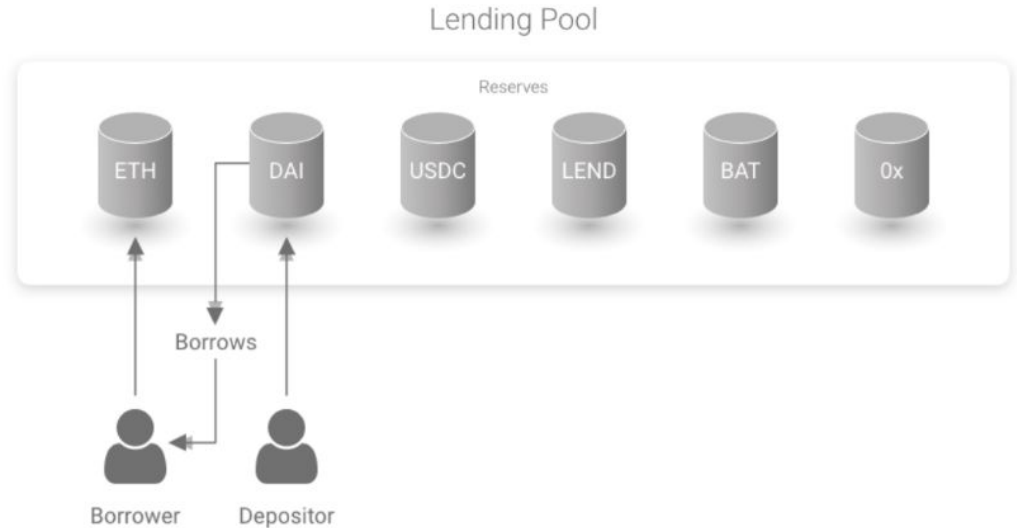 Lending Pool
Reserves
ETH
DAI
USDC
LEND
BAT
0x
Borrows
Borrower
Depositor